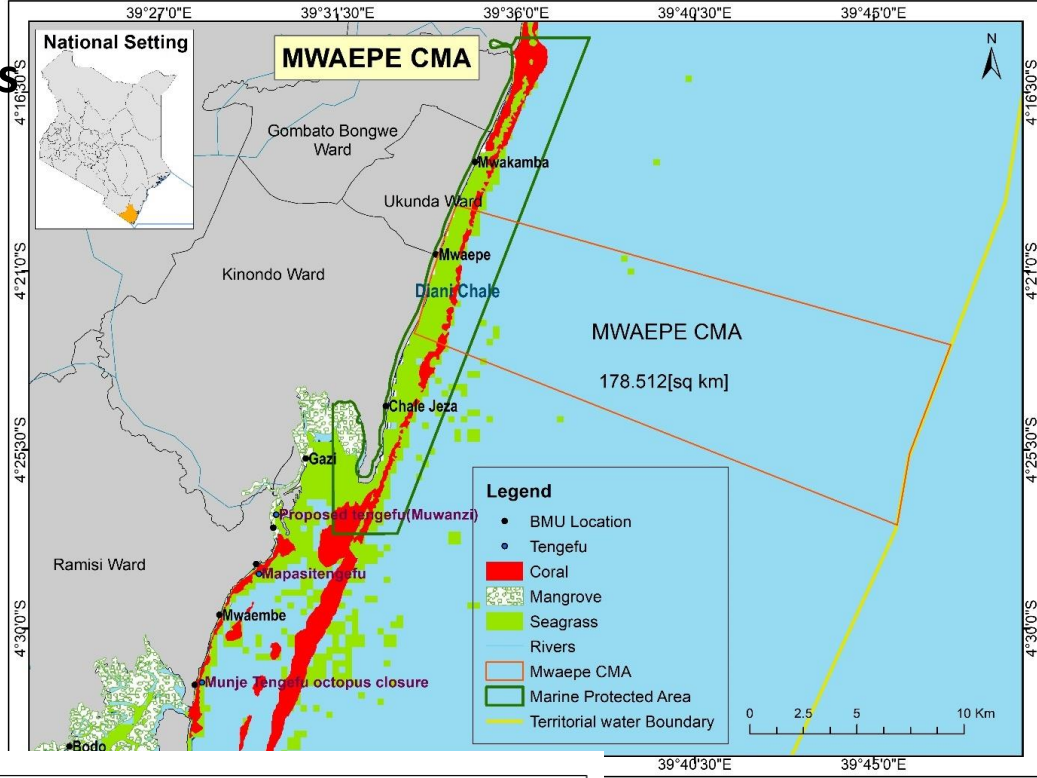 39°27'0"E 39°31'30"E 39°36'0"E 39°40'30"E 39°45'0"E
National Setting
MWAEPE CMA
N
s
4°16'30"S
4°16'30"S
Gombato Bongwe
Ward
Mwakamba
Ukunda Ward
Mwaepe
4°21'0"S
4°21'0"S
Kinondo Ward
Diani Chale
MWAEPE CMA
178.512[sq km]
Chale Jeza
4°25'30"S
4°25'30"S
Gazi
Proposed tengefu(Muwanzi)
Ramisi Ward
Mapasitengefu
Mwaembe
4°30'0"S
4°30'0"S
Munje Tengefu octopus closure
Bodo
Legend
BMU Location
Tengefu
Coral
Mangrove
Seagrass
Rivers
Mwaepe CMA
Marine Protected Area
Territorial water Boundary
0 2.5 5 10 Km
39°40'30"E 39°45'0"E